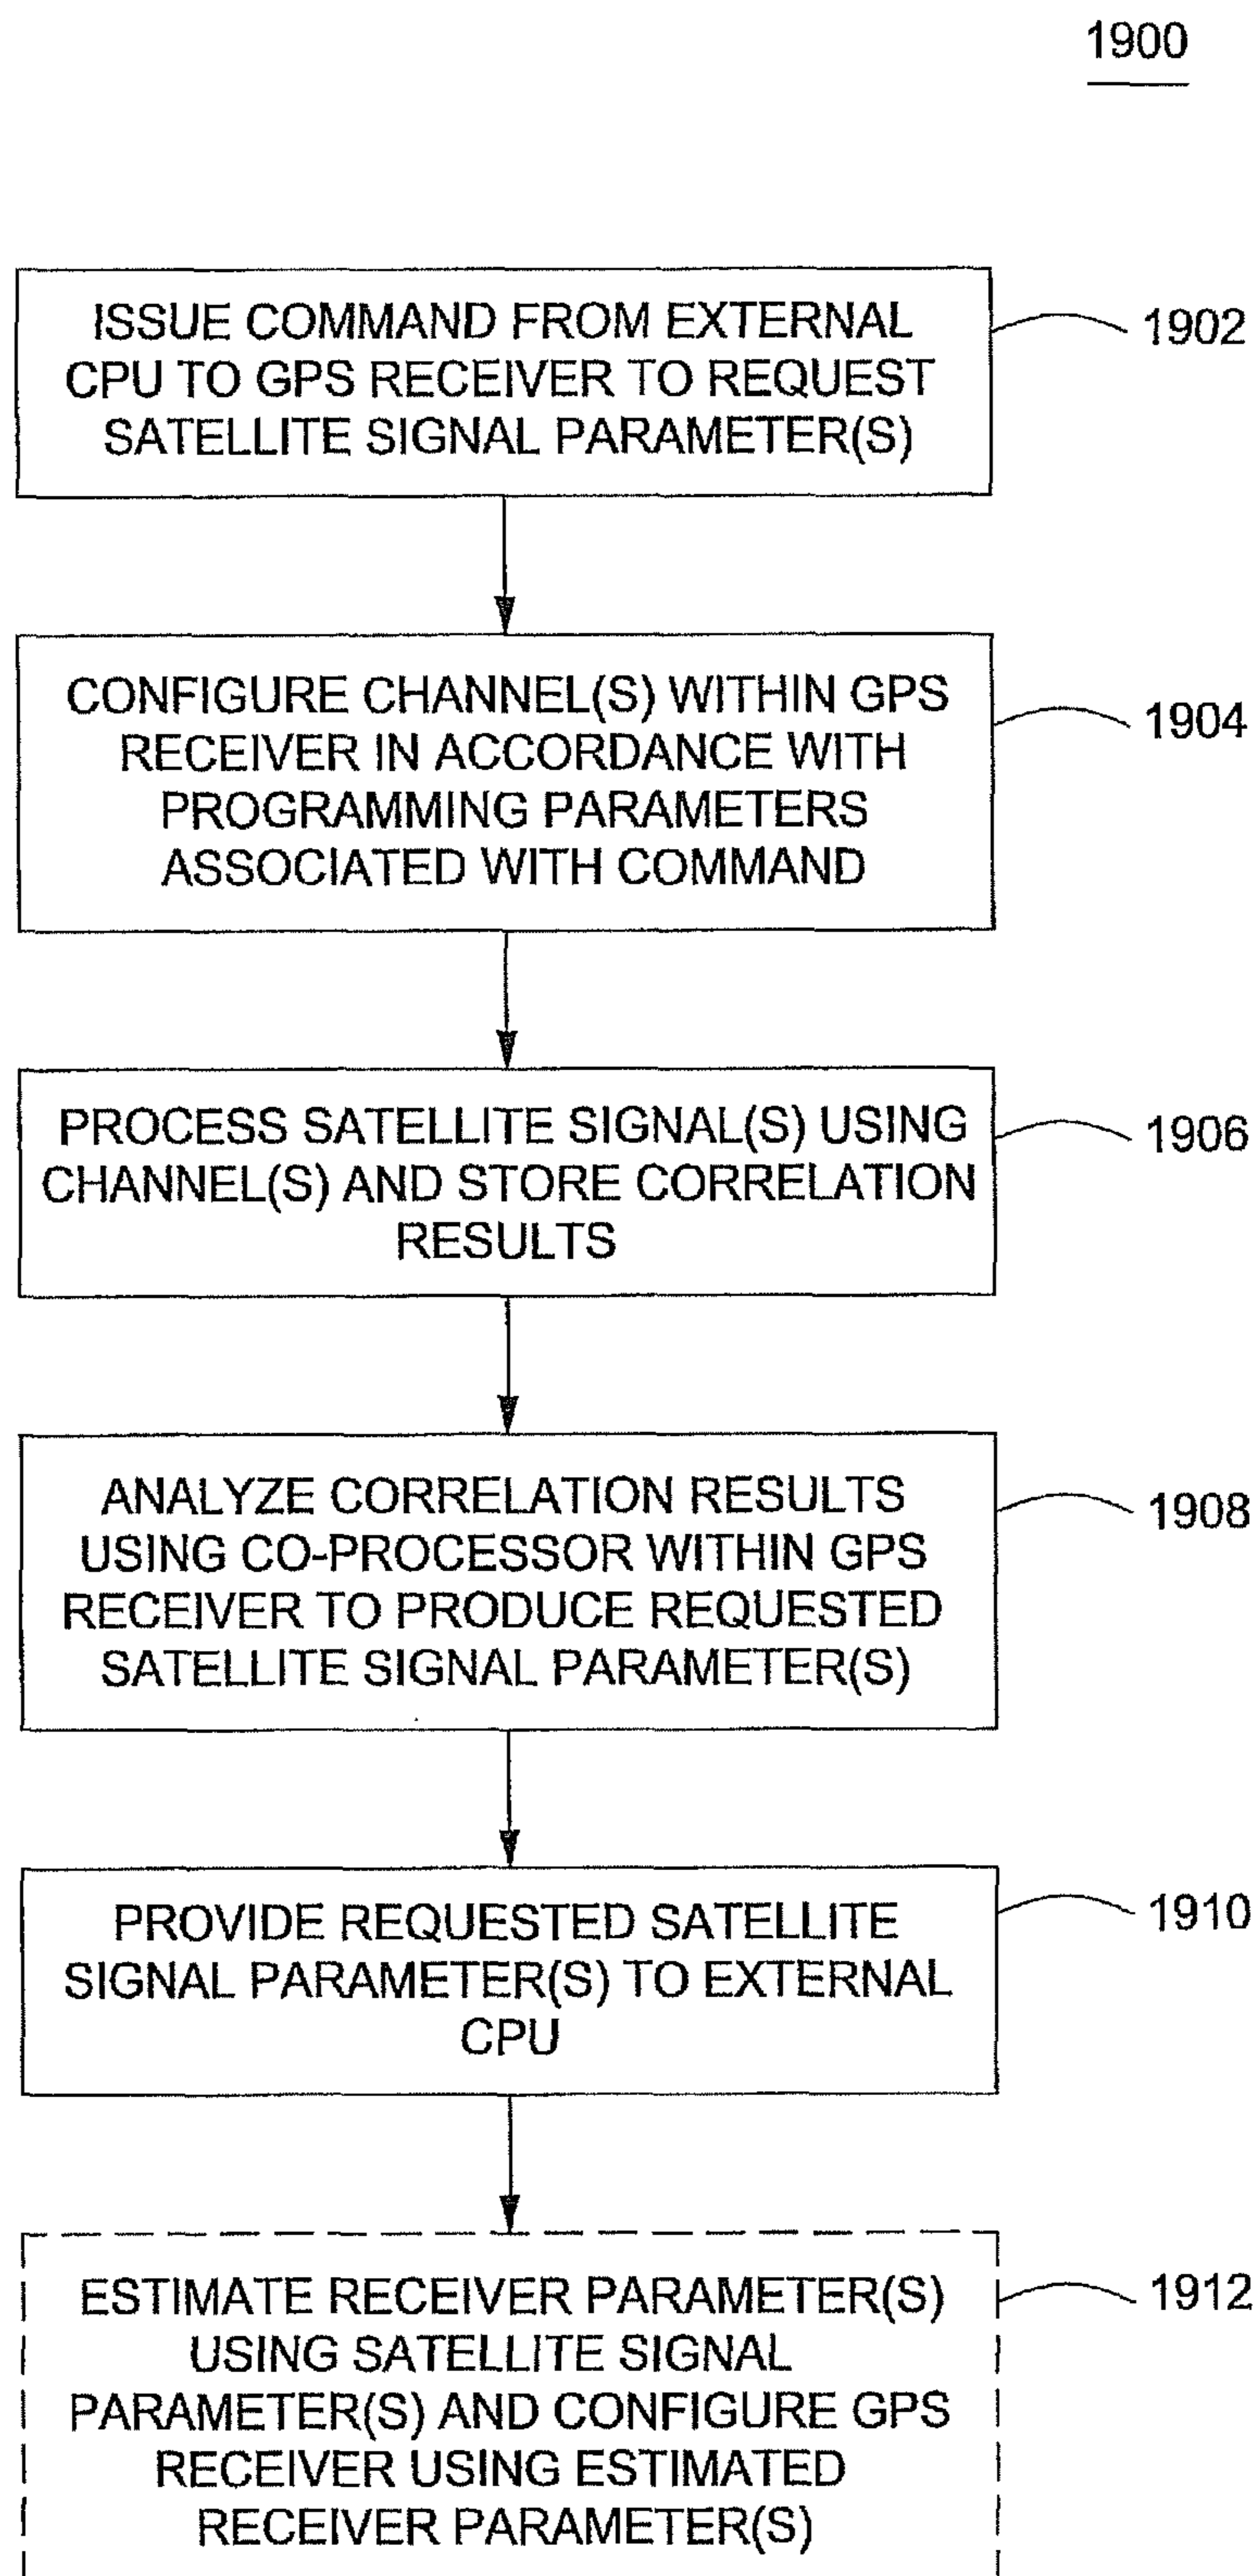 1900
ISSUE COMMAND FROM EXTERNAL
CPU TO GPS RECEIVER TO REQUEST
SATELLITE SIGNAL PARAMETER(S)
1902
CONFIGURE CHANNEL(S) WITHIN GPS
RECEIVER IN ACCORDANCE WITH
PROGRAMMING PARAMETERS
ASSOCIATED WITH COMMAND
1904
PROCESS SATELLITE SIGNAL(S) USING
CHANNEL(S) AND STORE CORRELATION
RESULTS
1906
ANALYZE CORRELATION RESULTS
USING CO-PROCESSOR WITHIN GPS
RECEIVER TO PRODUCE REQUESTED
SATELLITE SIGNAL PARAMETER(S)
1908
PROVIDE REQUESTED SATELLITE
SIGNAL PARAMETER(S) TO EXTERNAL
CPU
1910
ESTIMATE RECEIVER PARAMETER(S)
USING SATELLITE SIGNAL
PARAMETER(S) AND CONFIGURE GPS
RECEIVER USING ESTIMATED
RECEIVER PARAMETER(S)
1912